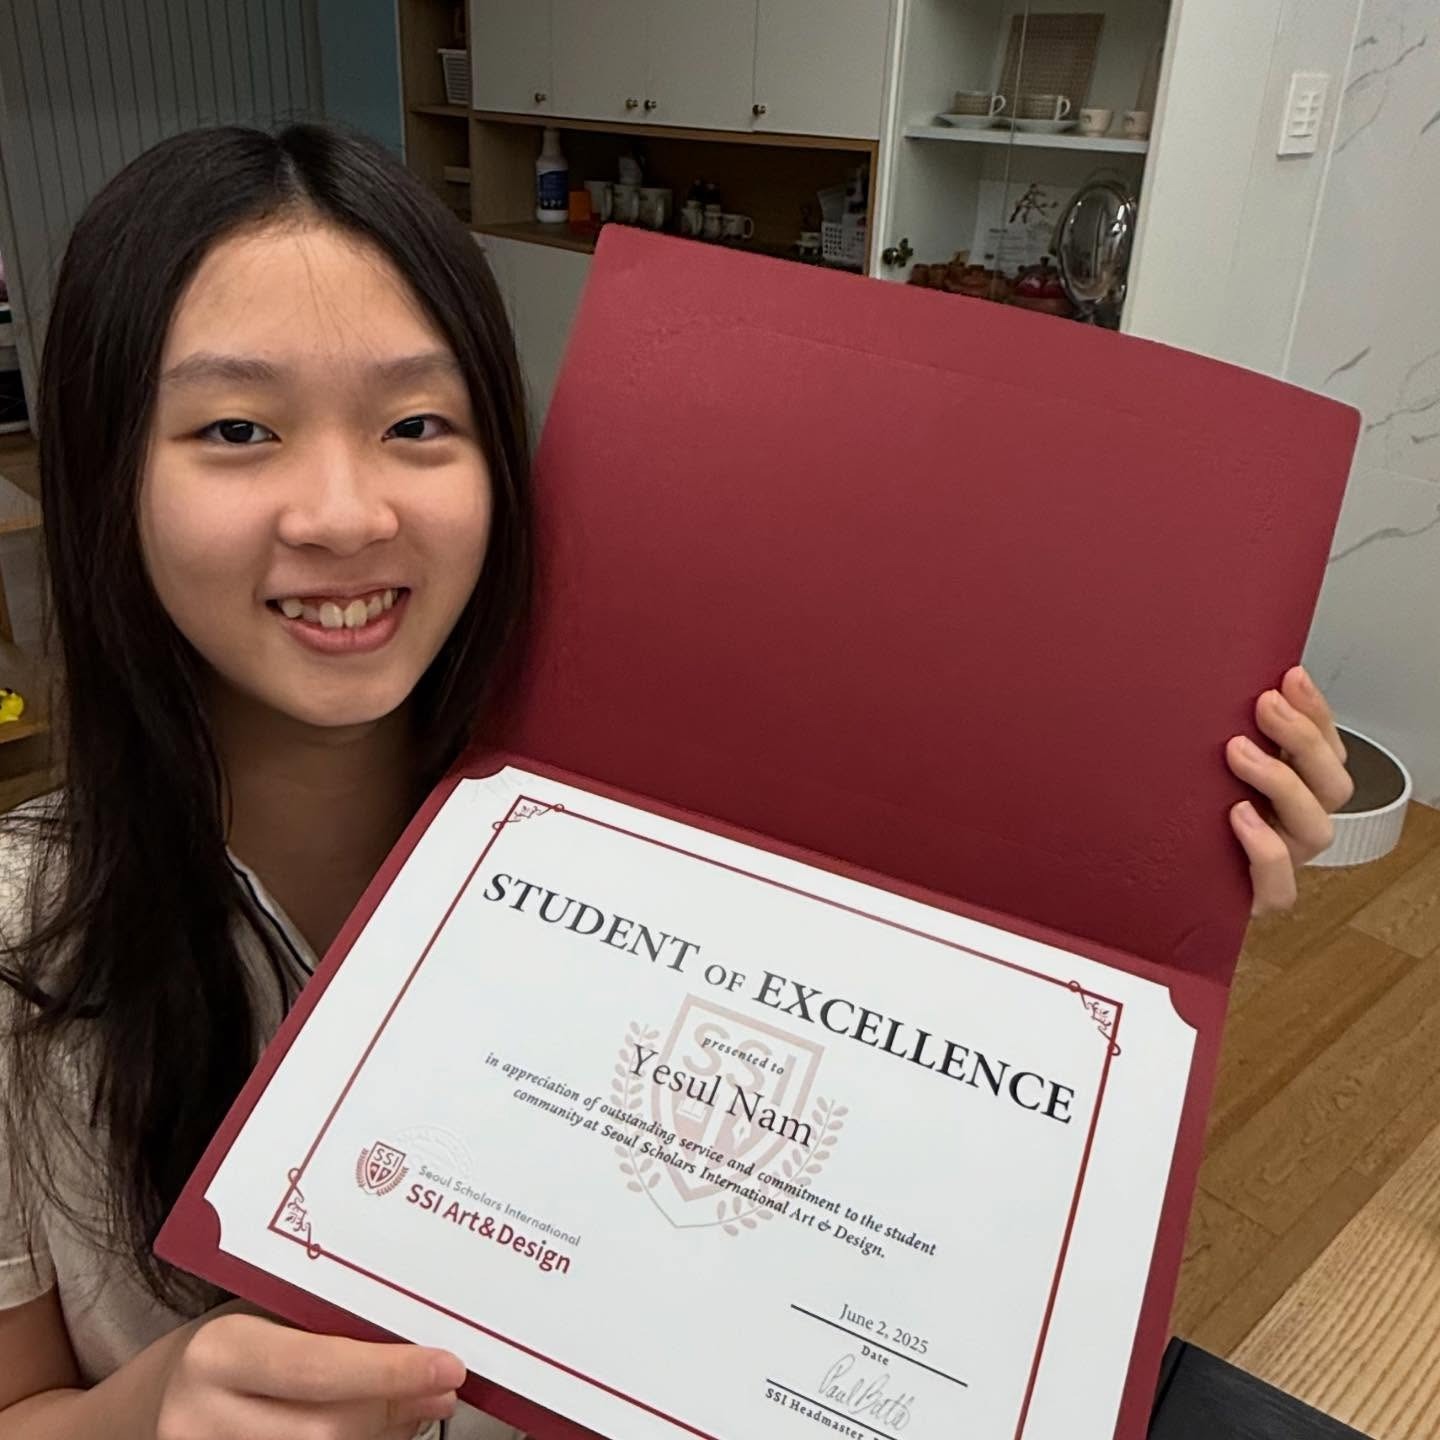 STUDENT OF EXCELLENCE
presented to
Yesul Nam
in appreciation of outstanding service and commitment to the student
community at Seoul Scholars International Art & Design.
SSI
SSI
Seoul Scholars International
SSI Art&Design
June 2, 2025
Date
SSI Headmaster,